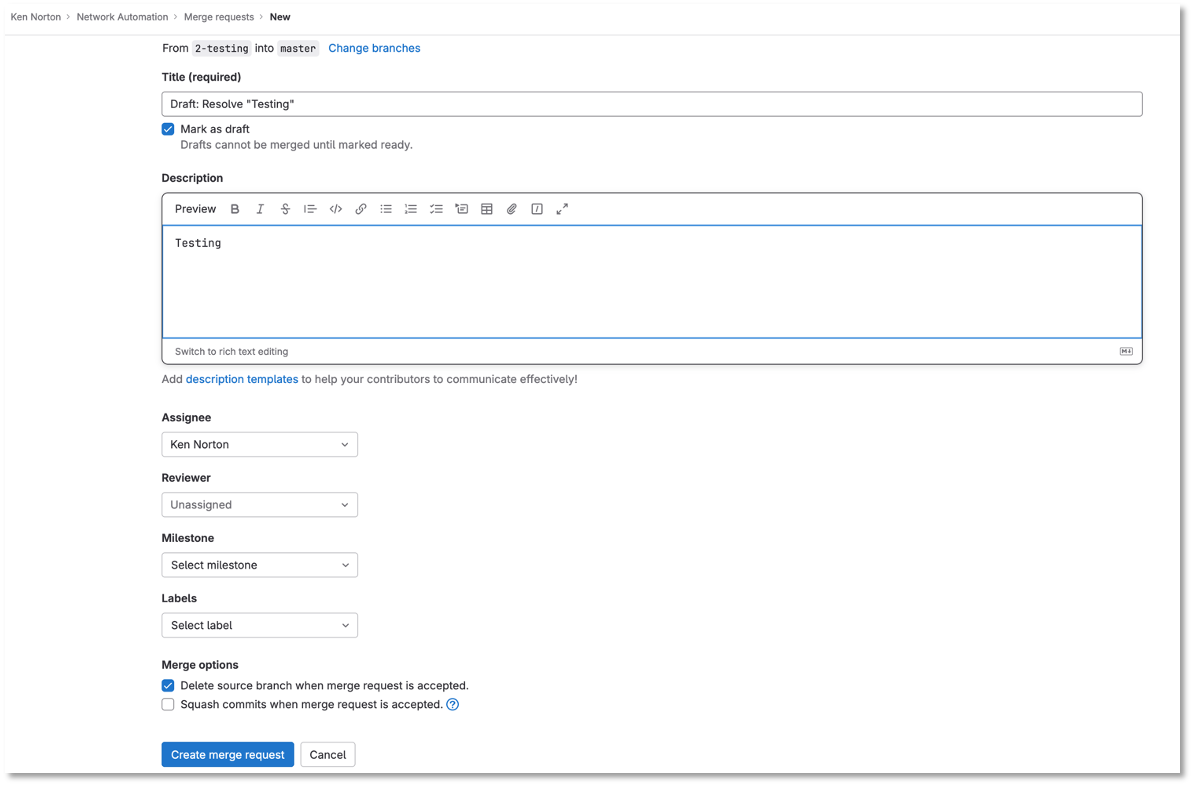 Ken Norton > Network Automation > Merge requests > New
From 2-testing into master Change branches
Title (required)
Draft: Resolve "Testing"
Mark as draft
Drafts cannot be merged until marked ready.
Description
Preview B I S </>
Testing
Switch to rich text editing M↓
Add description templates to help your contributors to communicate effectively!
Assignee
Ken Norton
Reviewer
Unassigned
Milestone
Select milestone
Labels
Select label
Merge options
Delete source branch when merge request is accepted.
Squash commits when merge request is accepted. ?
Create merge request Cancel